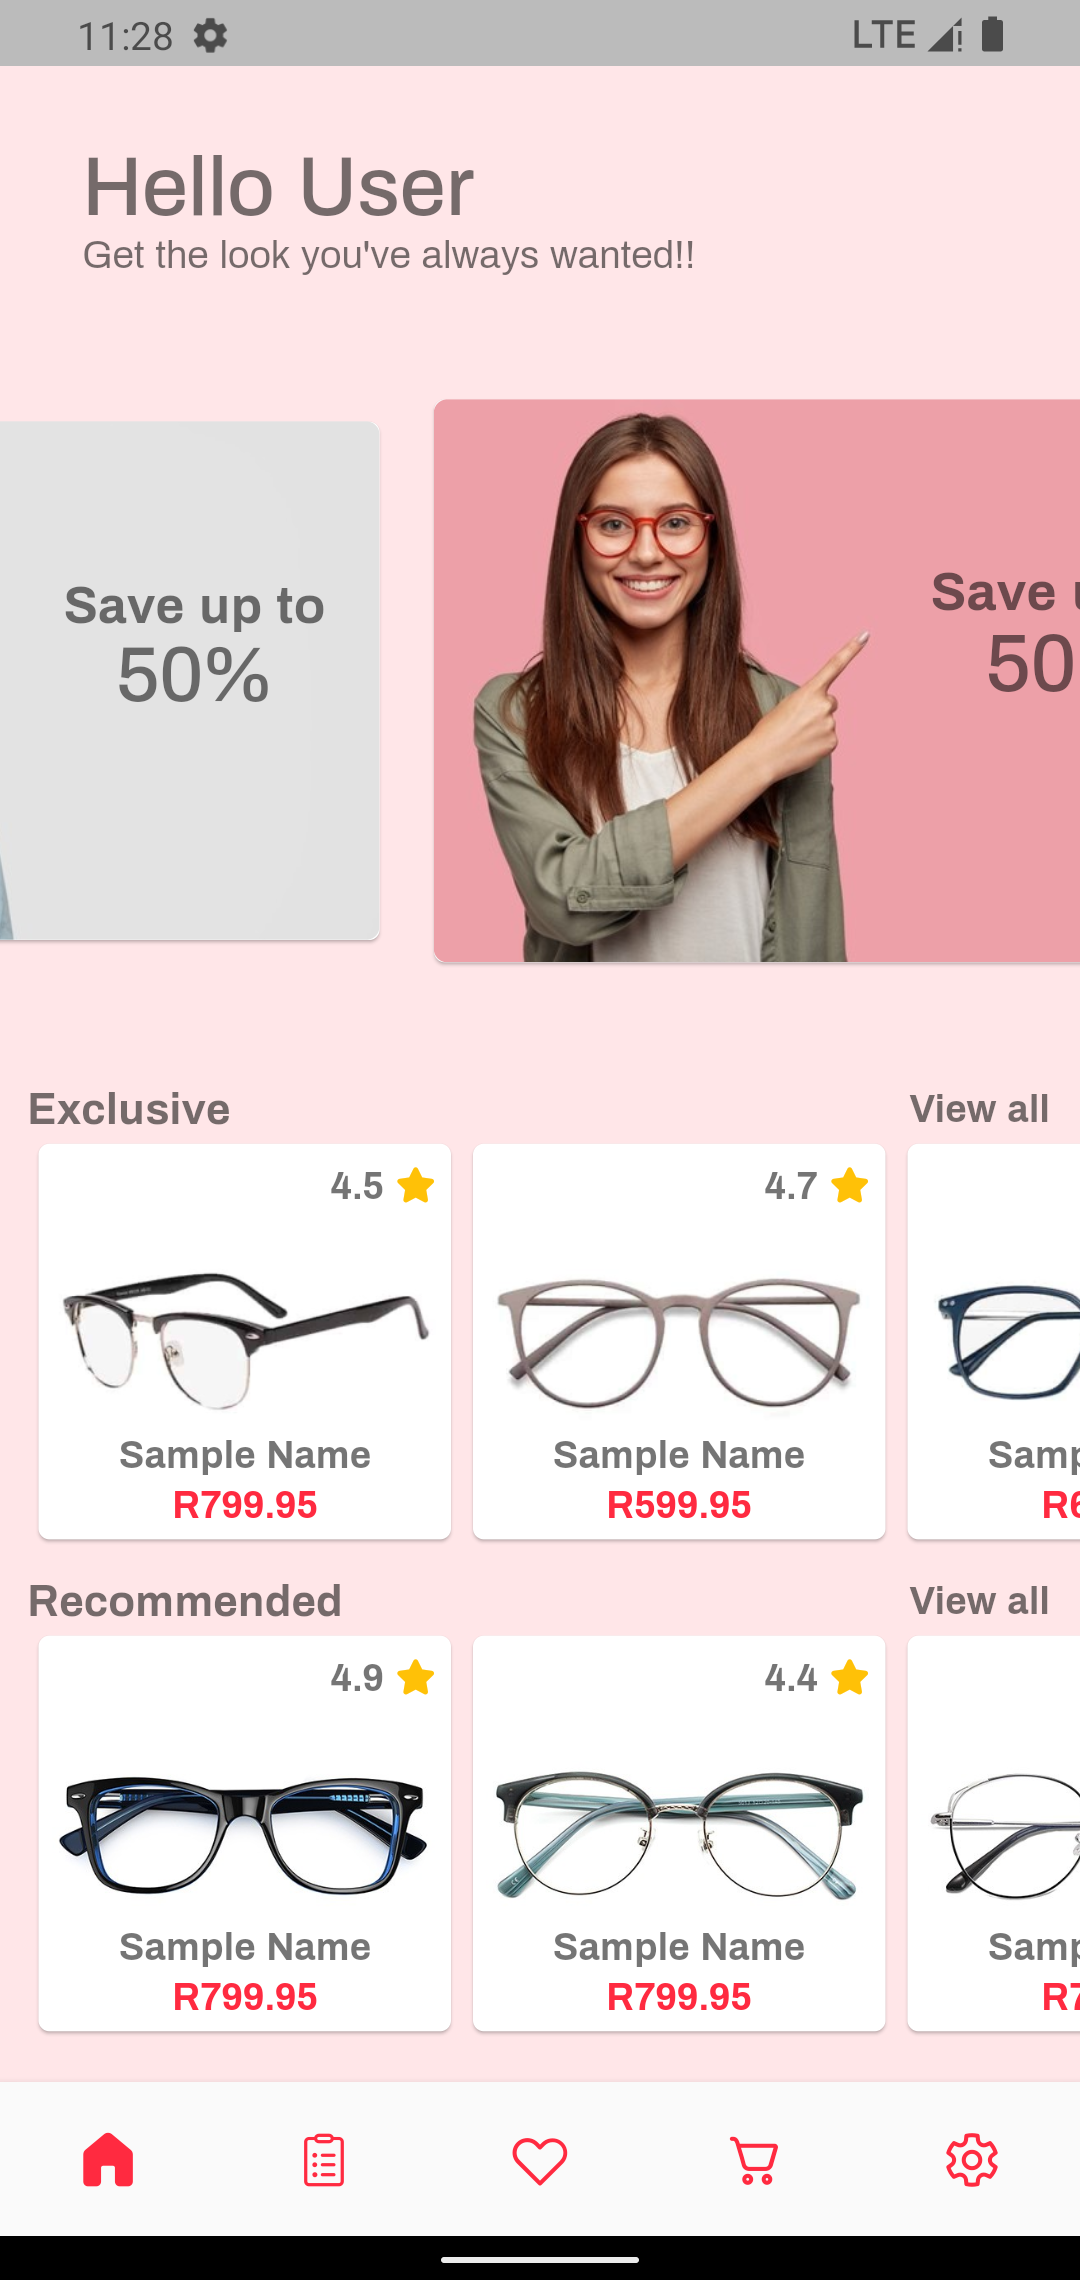 11:28
LTE
Hello User
Get the look you've always wanted!!
Save up to
50%
Save u
50
Exclusive
View all
4.5
4.7
Sample Name
Sample Name
Samp
R799.95
R599.95
R6
Recommended
View all
4.9
4.4
Sample Name
Sample Name
Samp
R799.95
R799.95
R7